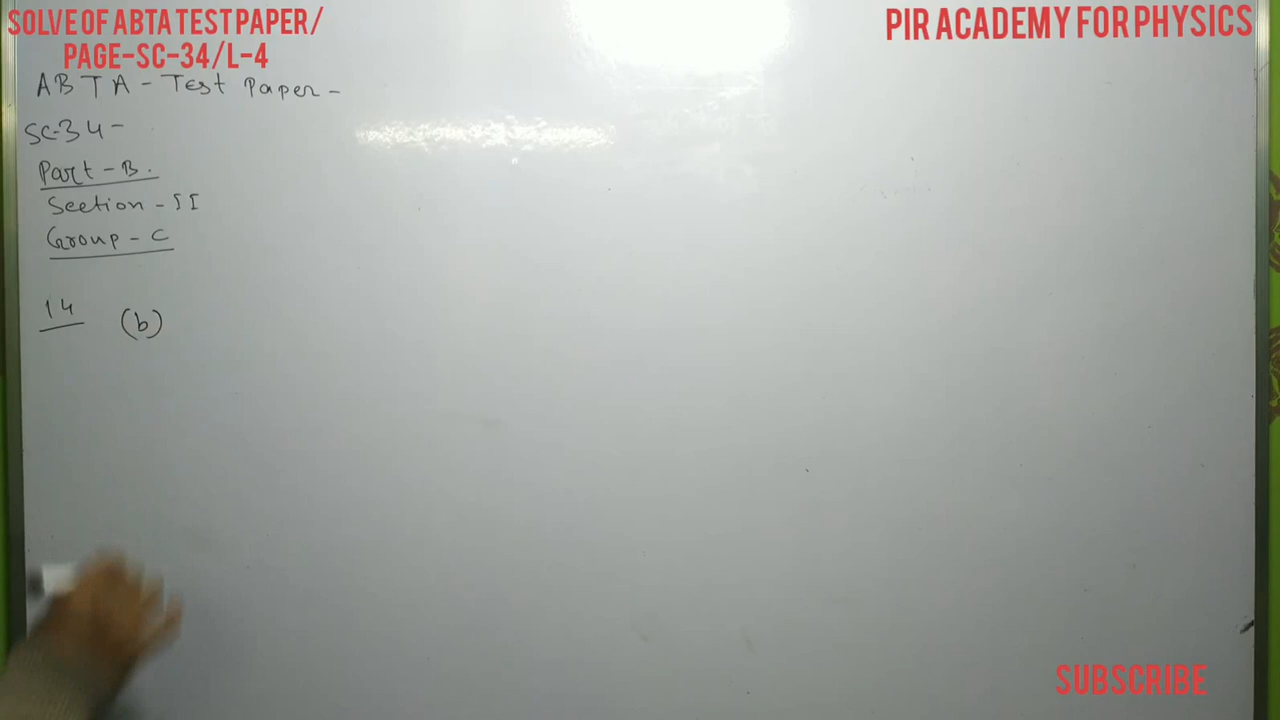 SOLVE OF ABTA TEST PAPER/
PAGE-SC-34/L-4
PIR ACADEMY FOR PHYSICS
ABTA - Test Paper -
SC-34 -
Part - B.
Section - II
Group - C
14 (b)
SUBSCRIBE